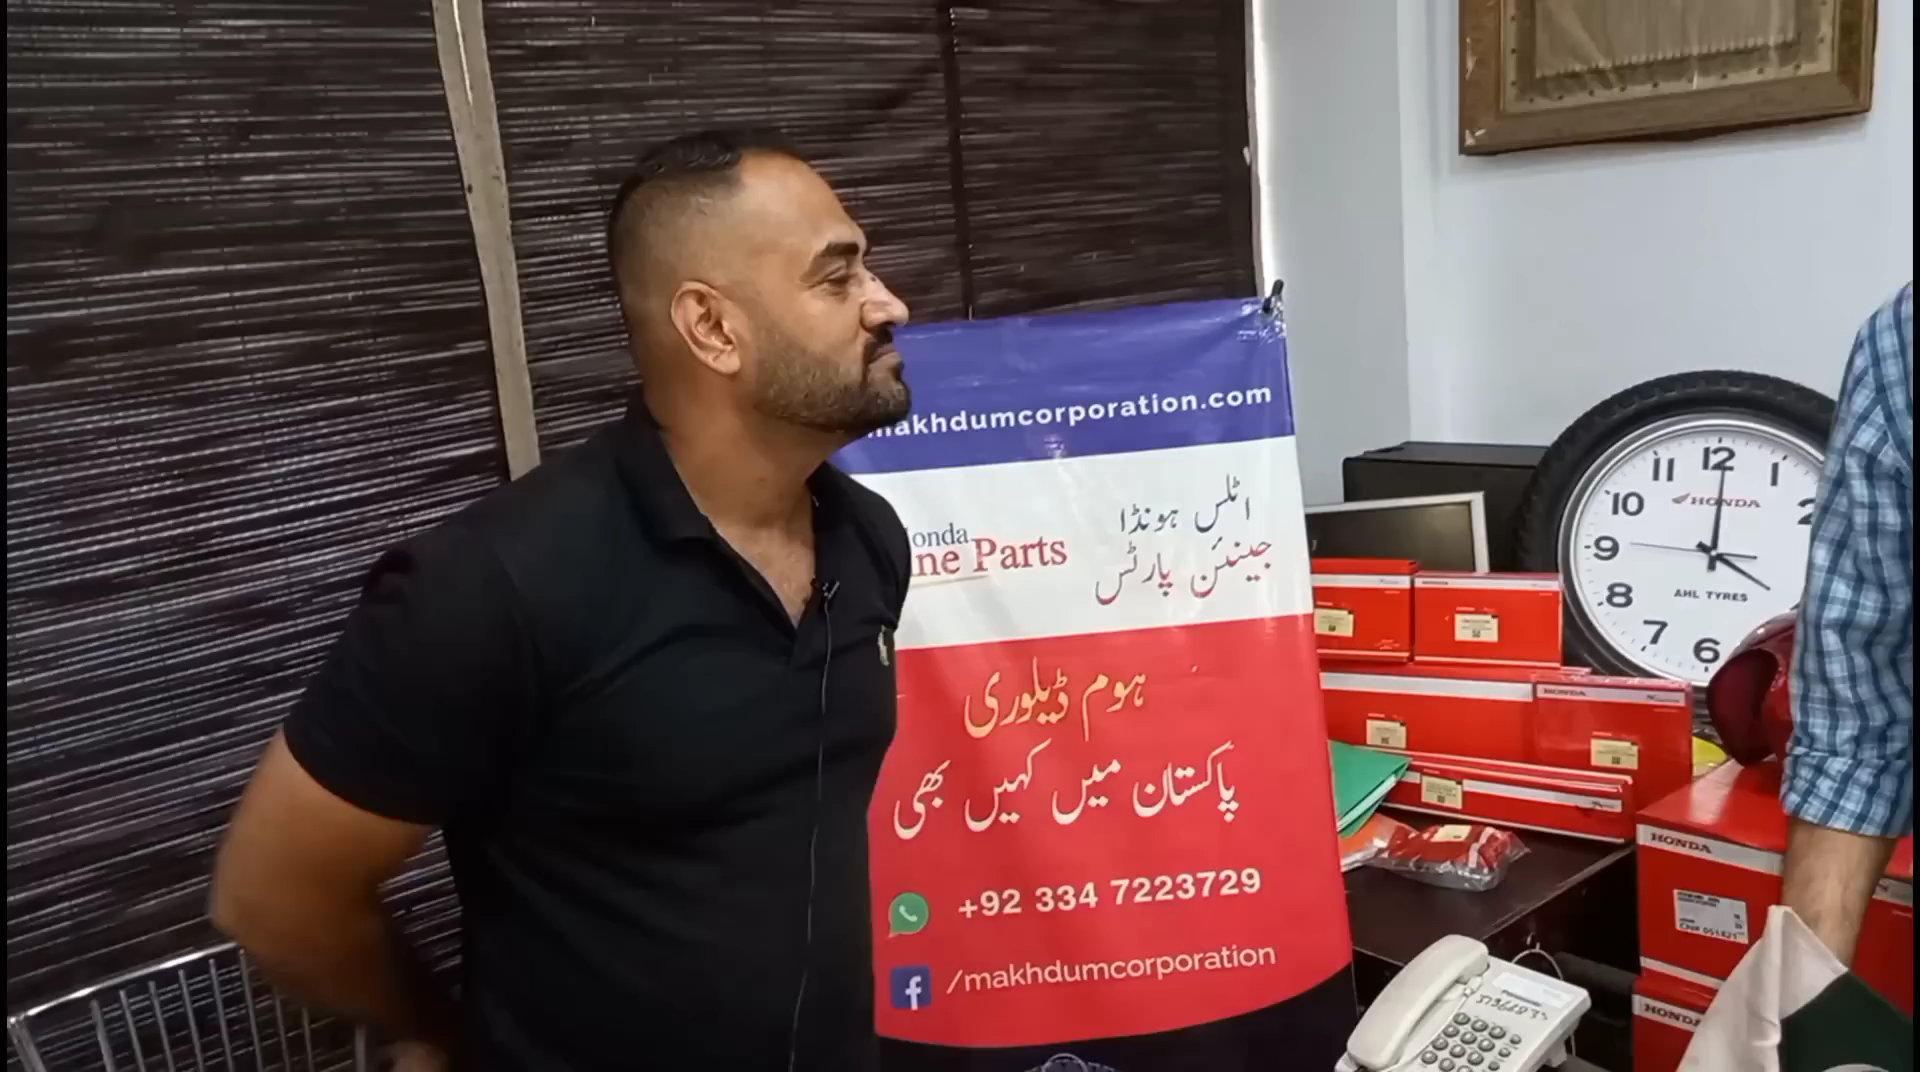 makhdumcorporation.com
اٹلس ہونڈا
جینئن پارٹس
Parts
ہوم ڈیلوری
پاکستان میں کہیں بھی
+92 334 7223729
/makhdumcorporation
11 12 1
10 2
9
8
7 6
HONDA
AHL TYRES
HONDA
HONDA
HONDA
Panasonic